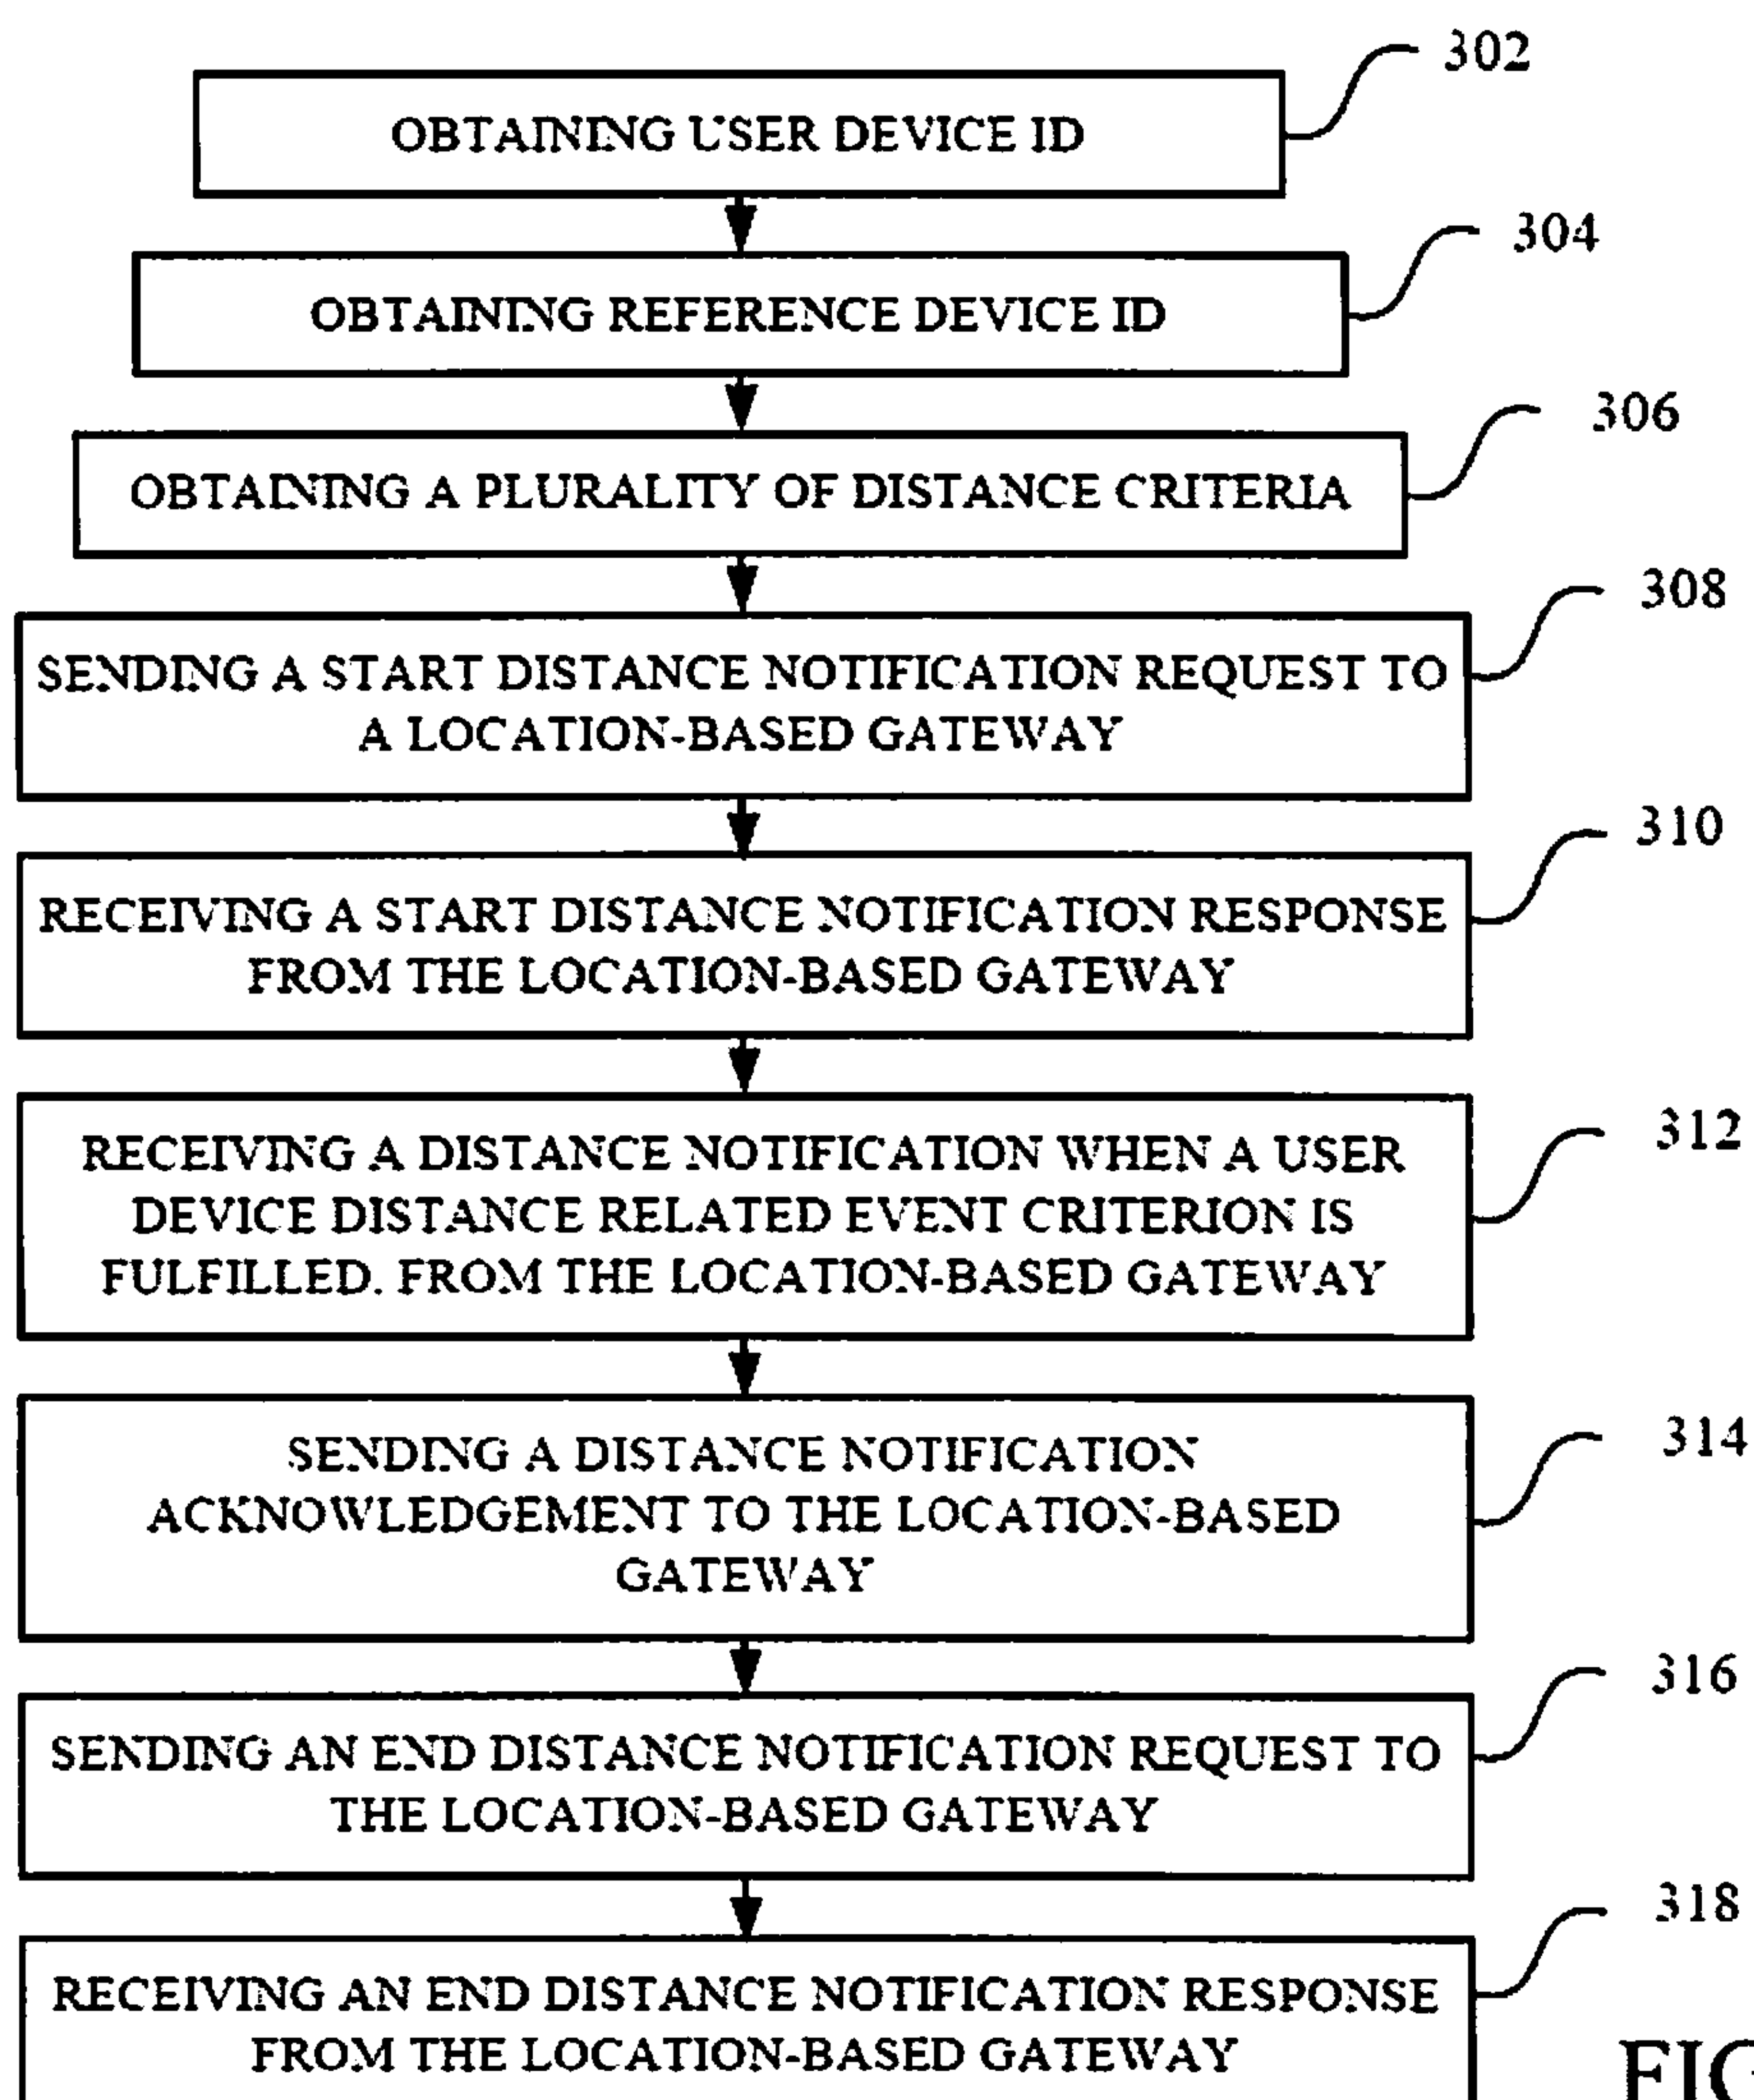 302
OBTAINING USER DEVICE ID
304
OBTAINING REFERENCE DEVICE ID
306
OBTAINING A PLURALITY OF DISTANCE CRITERIA
308
SENDING A START DISTANCE NOTIFICATION REQUEST TO
A LOCATION-BASED GATEWAY
310
RECEIVING A START DISTANCE NOTIFICATION RESPONSE
FROM THE LOCATION-BASED GATEWAY
312
RECEIVING A DISTANCE NOTIFICATION WHEN A USER
DEVICE DISTANCE RELATED EVENT CRITERION IS
FULFILLED, FROM THE LOCATION-BASED GATEWAY
314
SENDING A DISTANCE NOTIFICATION
ACKNOWLEDGEMENT TO THE LOCATION-BASED
GATEWAY
316
SENDING AN END DISTANCE NOTIFICATION REQUEST TO
THE LOCATION-BASED GATEWAY
318
RECEIVING AN END DISTANCE NOTIFICATION RESPONSE
FROM THE LOCATION-BASED GATEWAY